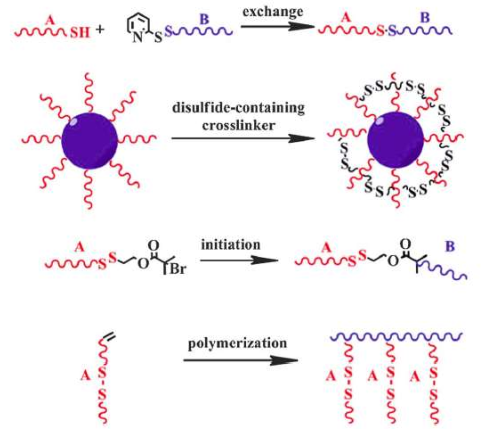 A SH + N S S B exchange A S-S B
disulfide-containing
crosslinker
S S S S S S S S S S S S S S
A S S O O Br initiation A S S O O B
polymerization
A S S A S S A S S A S S